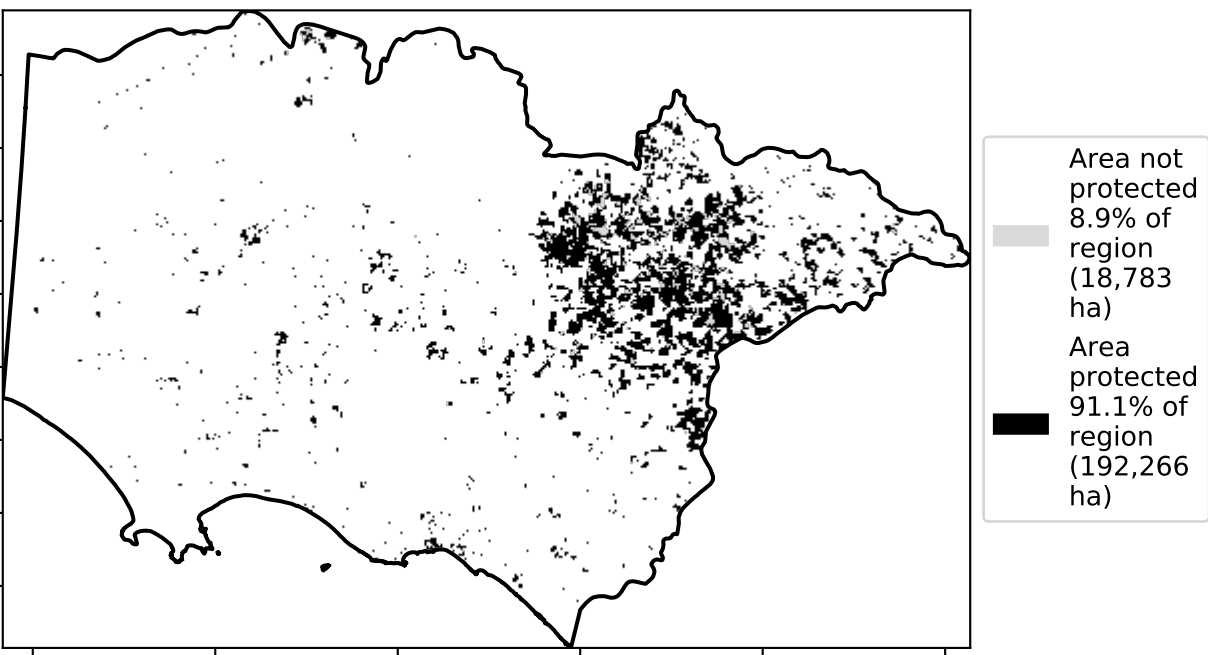 Area not
protected
8.9% of
region
(18,783
ha)
Area
protected
91.1% of
region
(192,266
ha)